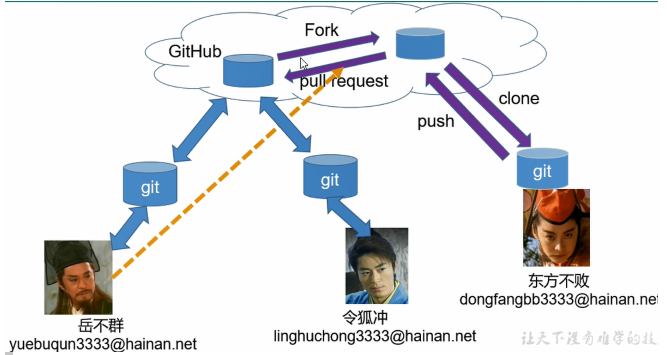 Fork
GitHub
pull request
clone
push
git
git
git
岳不群
yuebuqun3333@hainan.net
令狐冲
linghuchong3333@hainan.net
东方不败
dongfangbb3333@hainan.net
让天下没有难学的技